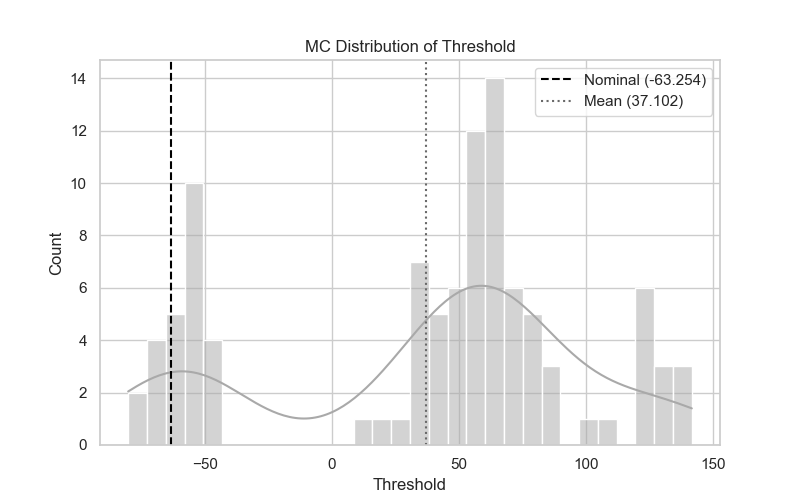 MC Distribution of Threshold
Nominal (-63.254)
Mean (37.102)
14
12
10
8
6
4
2
0
Count
−50
0
50
100
150
Threshold